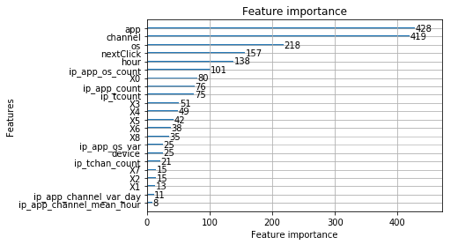 Feature importance
app 428
channel 419
os 218
nextClick 157
hour 138
ip_app_os_count 101
X0 80
ip_app_count 76
ip_tcount 75
X3 51
X4 49
X5 42
X6 38
X8 35
ip_app_os_var 25
device 25
ip_tchan_count 21
X7 15
X2 15
X1 13
ip_app_channel_var_day 11
ip_app_channel_mean_hour 8
Features
0 100 200 300 400
Feature importance